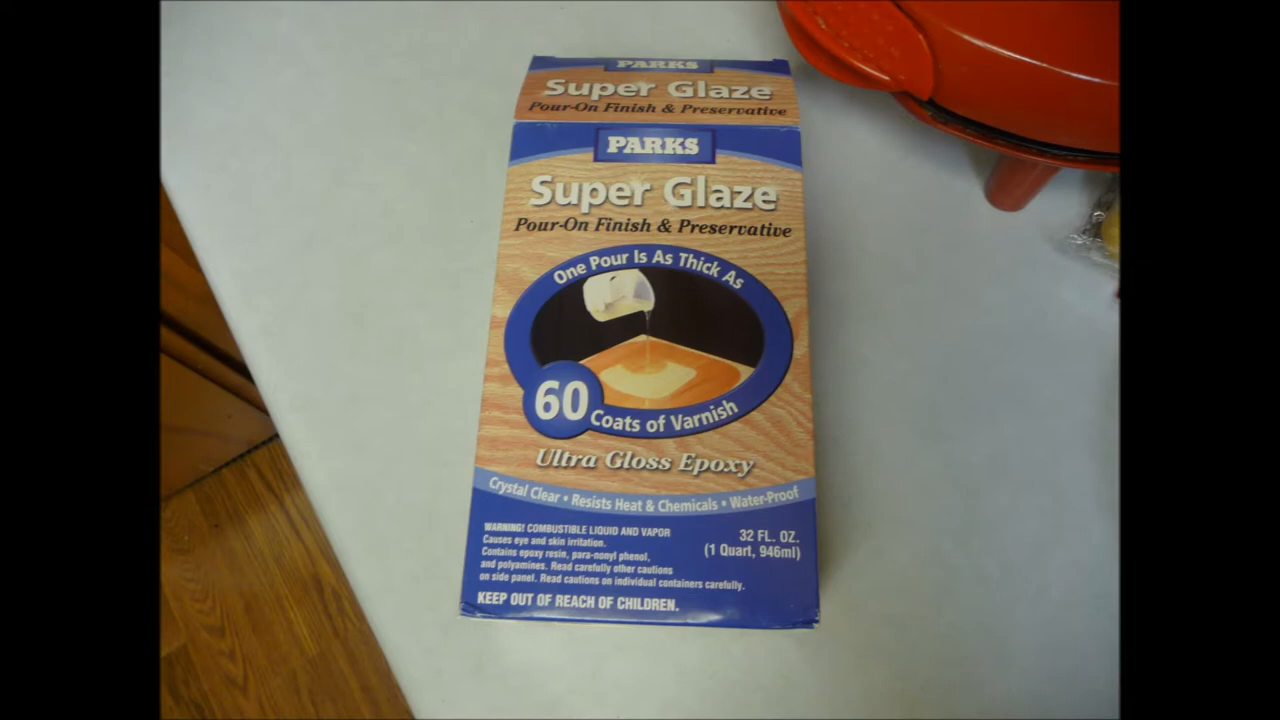 PARKS
Super Glaze
Pour-On Finish & Preservative
PARKS
Super Glaze
Pour-On Finish & Preservative
One Pour Is As Thick As
60 Coats of Varnish
Ultra Gloss Epoxy
Crystal Clear • Resists Heat & Chemicals • Water-Proof
WARNING! COMBUSTIBLE LIQUID AND VAPOR
Causes eye and skin irritation.
Contains epoxy resin, para-nonyl phenol,
and polyamines. Read carefully other cautions
on side panel. Read cautions on individual containers carefully.
KEEP OUT OF REACH OF CHILDREN.
32 FL. OZ.
(1 Quart, 946ml)